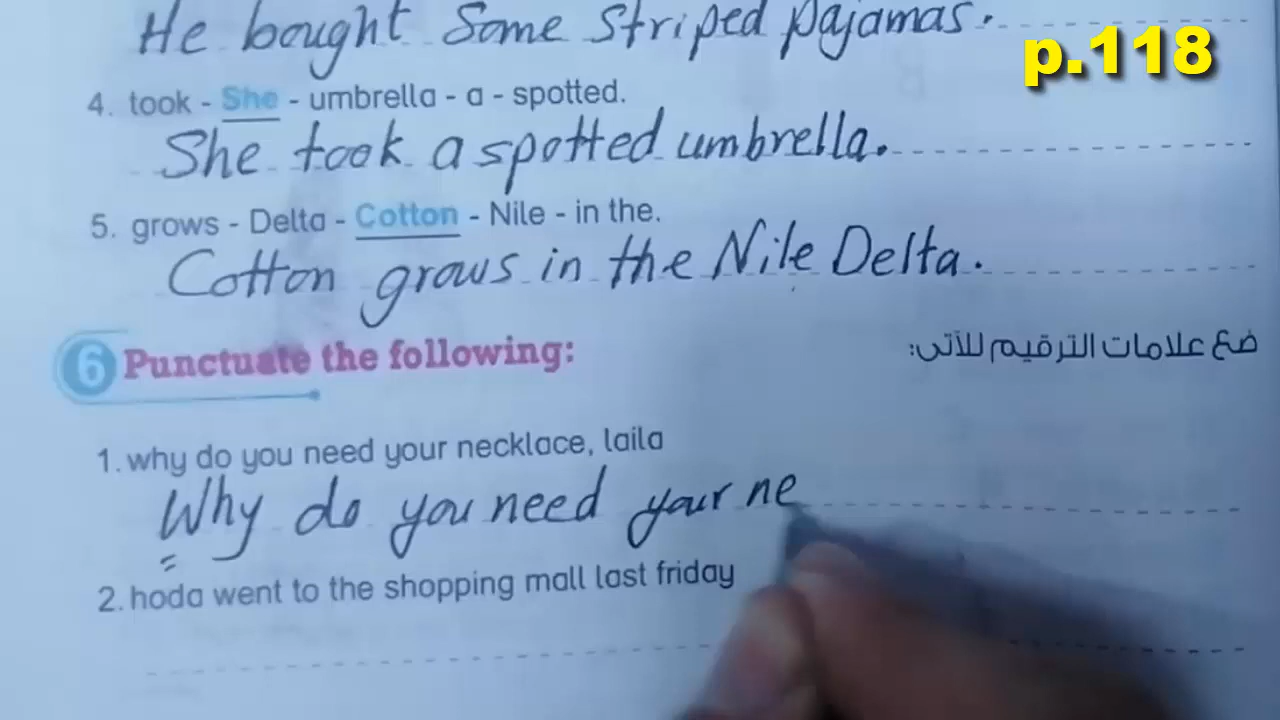 He bought Some striped pajamas.
p.118
4. took - She - umbrella - a - spotted.
She took a spotted umbrella.
5. grows - Delta - Cotton - Nile - in the.
Cotton grows in the Nile Delta.
6 Punctuate the following:
ضع علامات الترقيم للآتى:
1. why do you need your necklace, laila
Why do you need your ne
2. hoda went to the shopping mall last friday